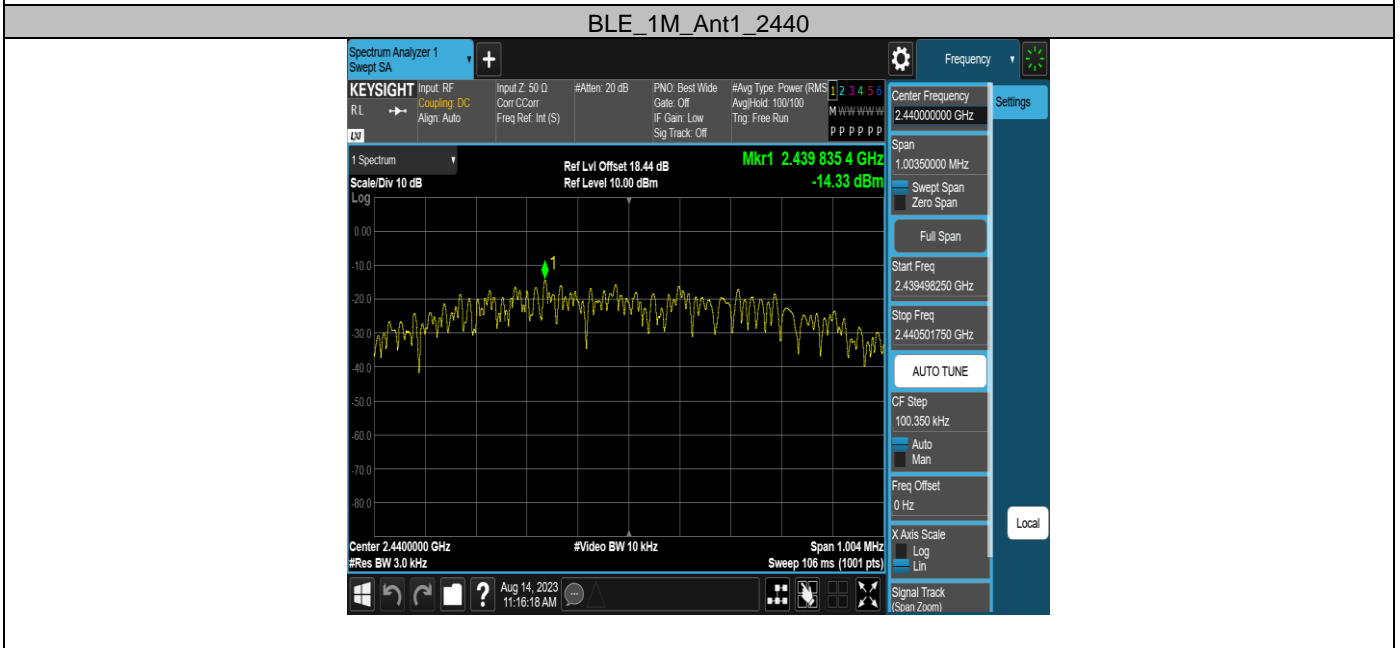 BLE_1M_Ant1_2440
Spectrum Analyzer 1
Swept SA
+
Frequency
KEYSIGHT
RL
LXI
Input: RF
Coupling: DC
Align: Auto
Input Z: 50 Ω
Corr CCorr
Freq Ref: Int (S)
#Atten: 20 dB
PNO: Best Wide
Gate: Off
IF Gain: Low
Sig Track: Off
#Avg Type: Power (RMS
Avg|Hold: 100/100
Trig: Free Run
1 2 3 4 5 6
M W W W W W
P P P P P P
1 Spectrum
Scale/Div 10 dB
Log
Ref Lvl Offset 18.44 dB
Ref Level 10.00 dBm
Mkr1 2.439 835 4 GHz
-14.33 dBm
0.00
-10.0
-20.0
-30.0
-40.0
-50.0
-60.0
-70.0
-80.0
1
Center 2.4400000 GHz
#Res BW 3.0 kHz
#Video BW 10 kHz
Span 1.004 MHz
Sweep 106 ms (1001 pts)
Center Frequency
2.440000000 GHz
Settings
Span
1.00350000 MHz
Swept Span
Zero Span
Full Span
Start Freq
2.439498250 GHz
Stop Freq
2.440501750 GHz
AUTO TUNE
CF Step
100.350 kHz
Auto
Man
Freq Offset
0 Hz
X Axis Scale
Log
Lin
Local
Signal Track
(Span Zoom)
?
Aug 14, 2023
11:16:18 AM